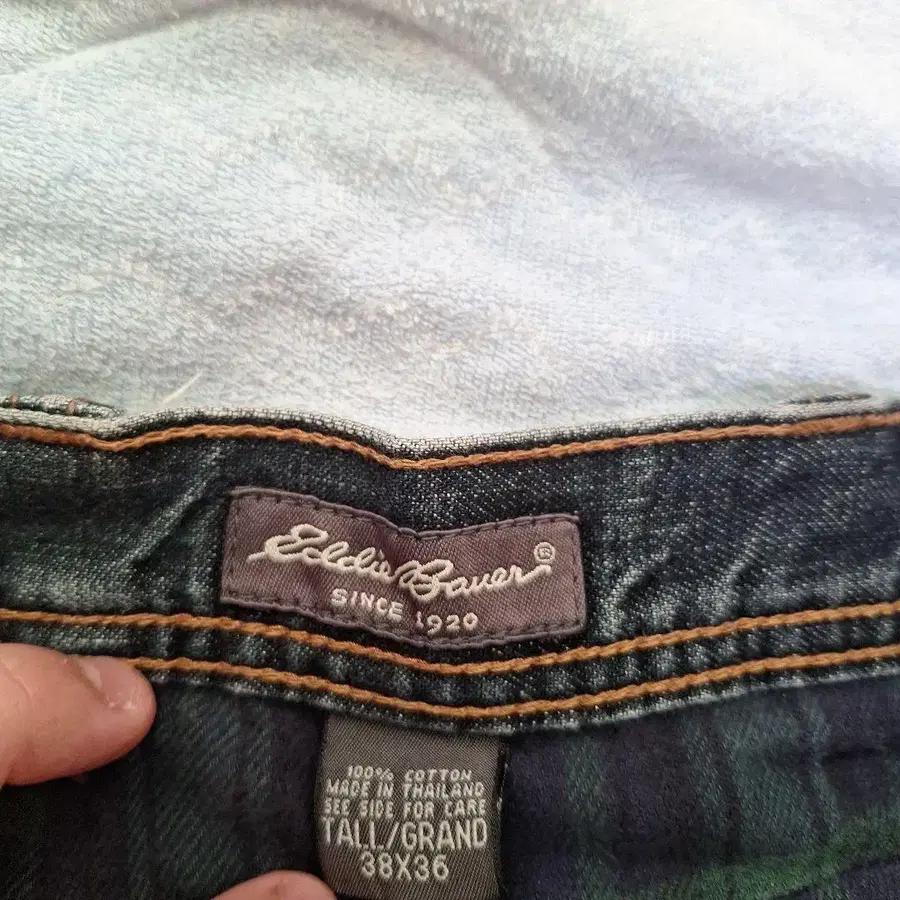 Eddie Bauer®
SINCE 1920
100% COTTON
MADE IN THAILAND
SEE SIDE FOR CARE
TALL/GRAND
38X36